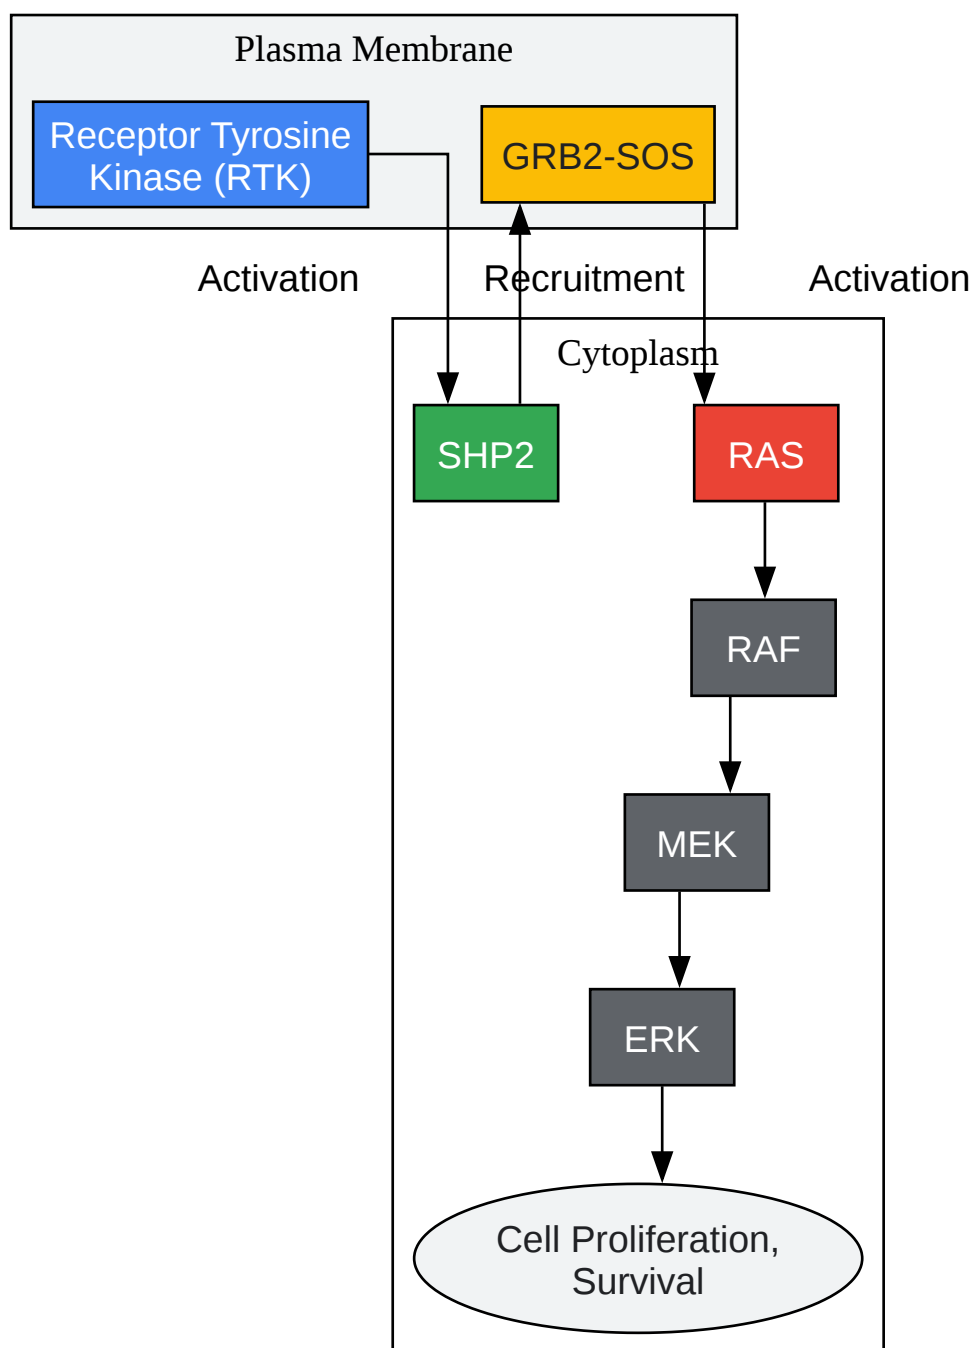 Plasma Membrane
Receptor Tyrosine
Kinase (RTK)
GRB2-SOS
Activation
Recruitment
Activation
Cytoplasm
SHP2
RAS
RAF
MEK
ERK
Cell Proliferation,
Survival